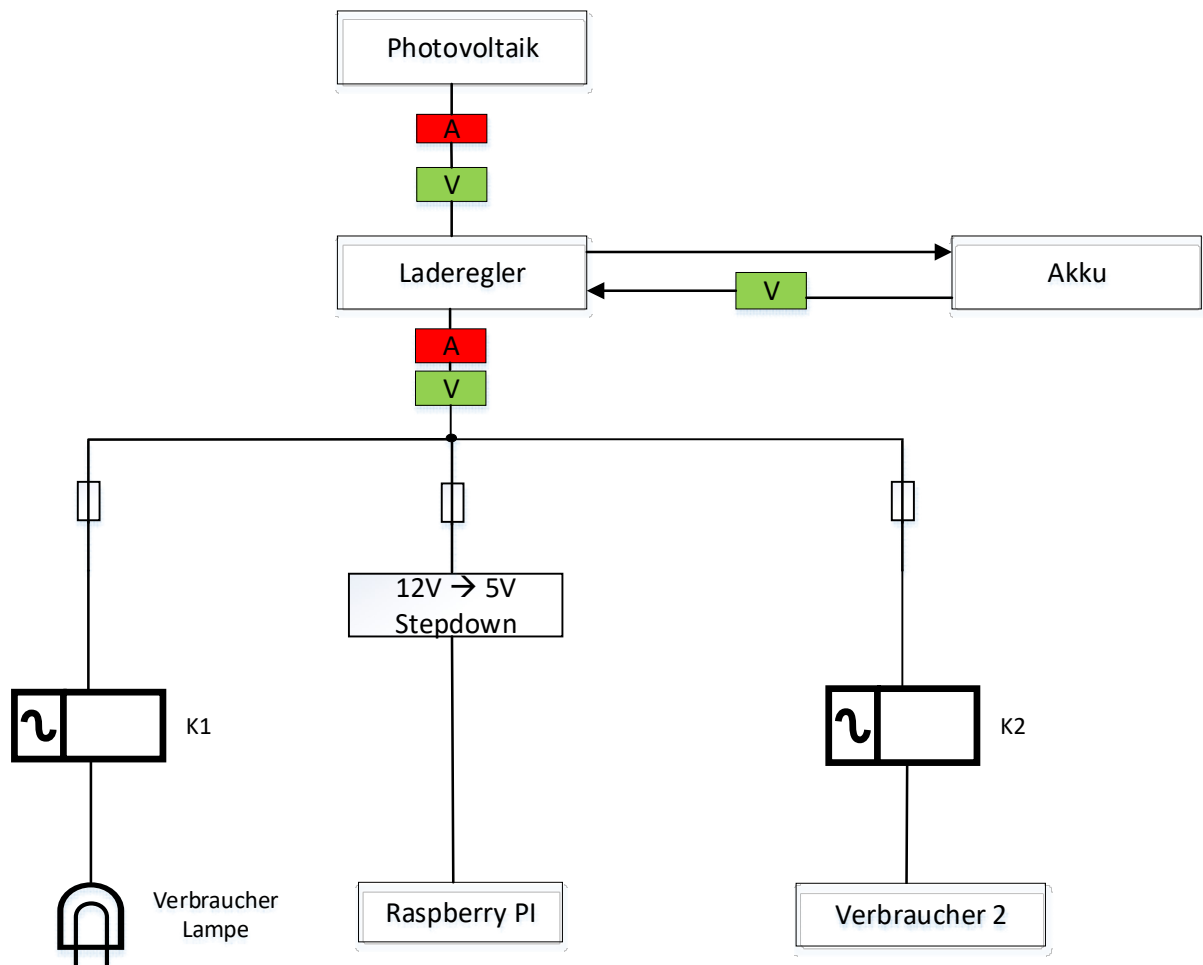 Photovoltaik
A
V
Laderegler
V
Akku
A
V
12V → 5V
Stepdown
K1
K2
Verbraucher
Lampe
Raspberry PI
Verbraucher 2